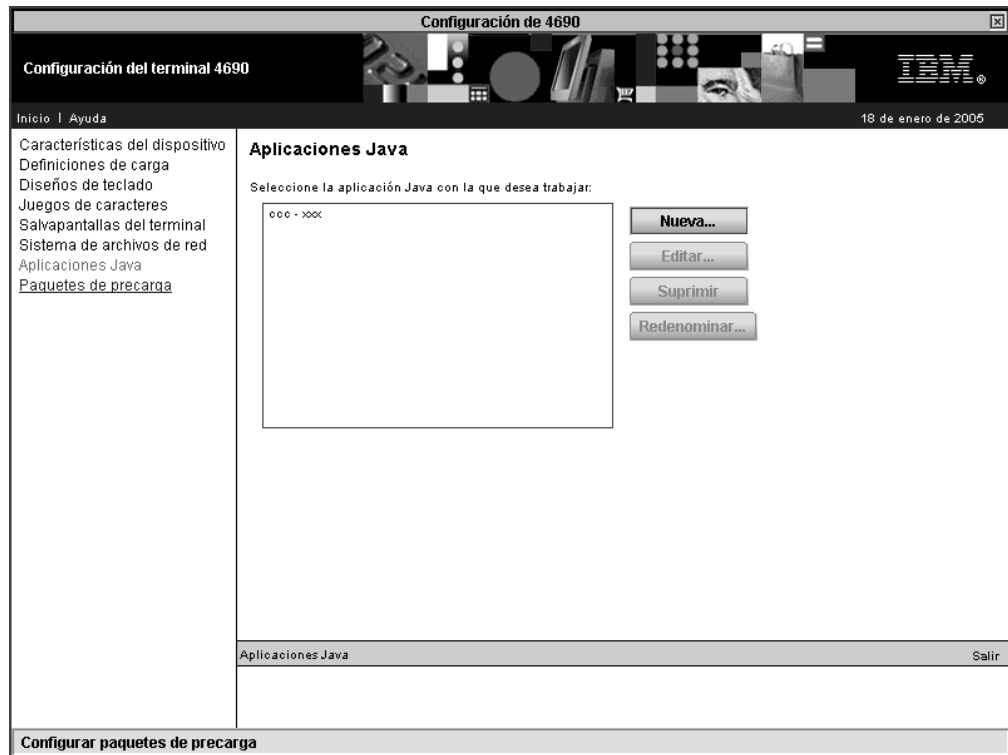 Configuración de 4690
Configuración del terminal 4690
IBM®
Inicio | Ayuda
18 de enero de 2005
Características del dispositivo
Definiciones de carga
Diseños de teclado
Juegos de caracteres
Salvapantallas del terminal
Sistema de archivos de red
Aplicaciones Java
Paquetes de precarga
Aplicaciones Java
Seleccione la aplicación Java con la que desea trabajar:
ccc - xxx
Nueva...
Editar...
Suprimir
Redenominar...
Aplicaciones Java
Salir
Configurar paquetes de precarga